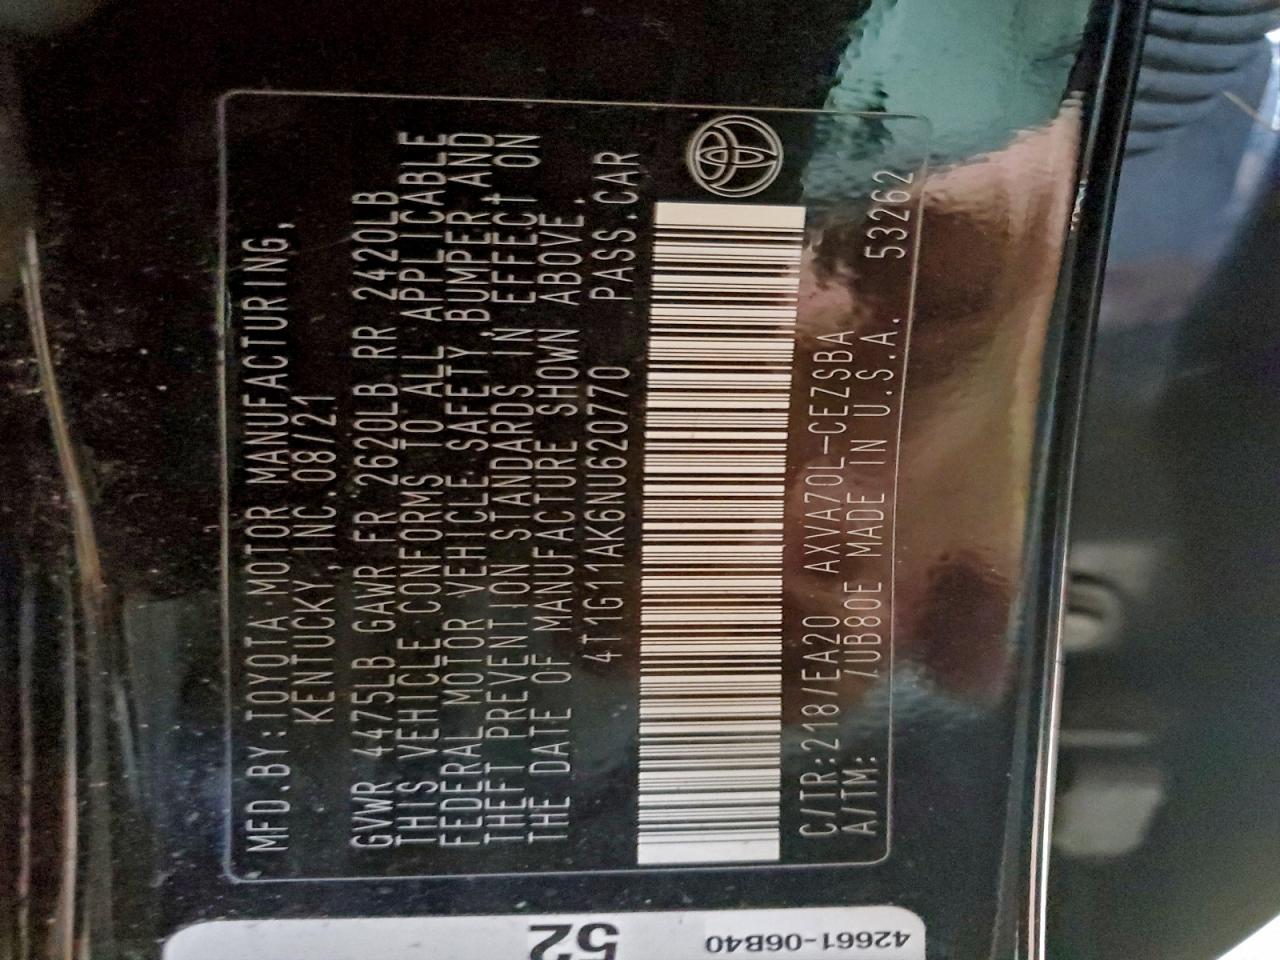 MFD.BY:TOYOTA MOTOR MANUFACTURING,
KENTUCKY,INC.08/21
GVWR 4475LB GAWR FR 2620LB RR 2420LB
THIS VEHICLE CONFORMS TO ALL APPLICABLE
FEDERAL MOTOR VEHICLE SAFETY,BUMPER,AND
THEFT PREVENTION STANDARDS IN EFFECT ON
THE DATE OF MANUFACTURE SHOWN ABOVE.
4T1G11AK6NU620770 PASS.CAR
C/TR:218/EA20 AXVA70L-CEZSBA
A/TM: /UB80E MADE IN U.S.A. 53262
52
42661-06B40